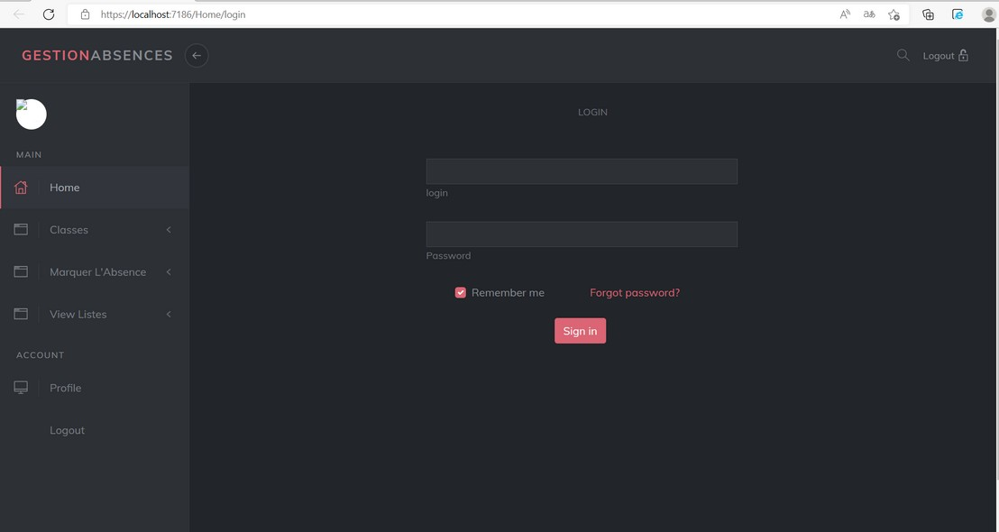 https://localhost:7186/Home/login
GESTIONABSENCES
Logout
LOGIN
MAIN
Home
Classes
Marquer L'Absence
View Listes
ACCOUNT
Profile
Logout
login
Password
Remember me
Forgot password?
Sign in